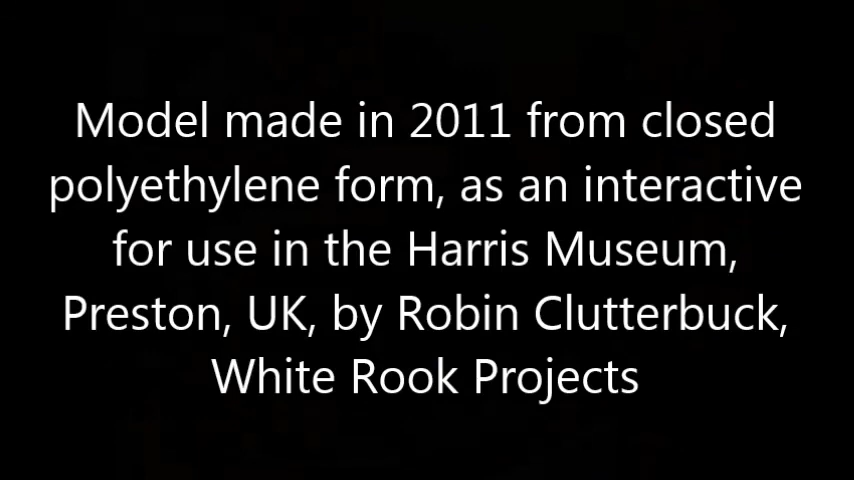 Model made in 2011 from closed
polyethylene form, as an interactive
for use in the Harris Museum,
Preston, UK, by Robin Clutterbuck,
White Rook Projects